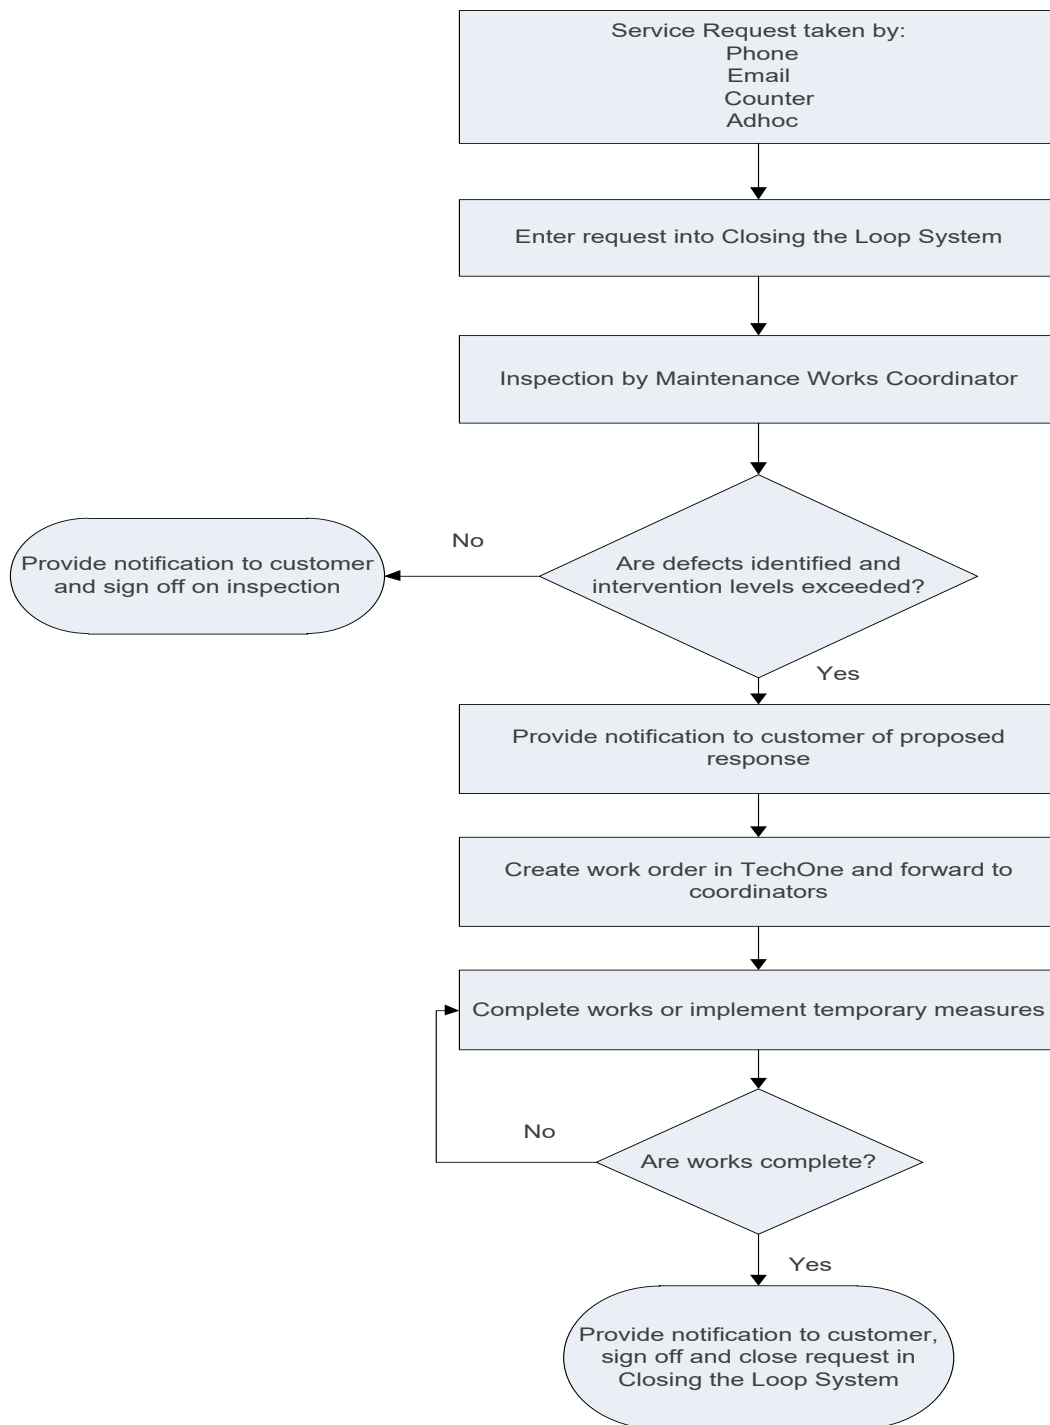 Service Request taken by:
Phone
Email
Counter
Adhoc
Enter request into Closing the Loop System
Inspection by Maintenance Works Coordinator
No
Provide notification to customer
and sign off on inspection
Are defects identified and
intervention levels exceeded?
Yes
Provide notification to customer of proposed
response
Create work order in TechOne and forward to
coordinators
Complete works or implement temporary measures
No
Are works complete?
Yes
Provide notification to customer,
sign off and close request in
Closing the Loop System